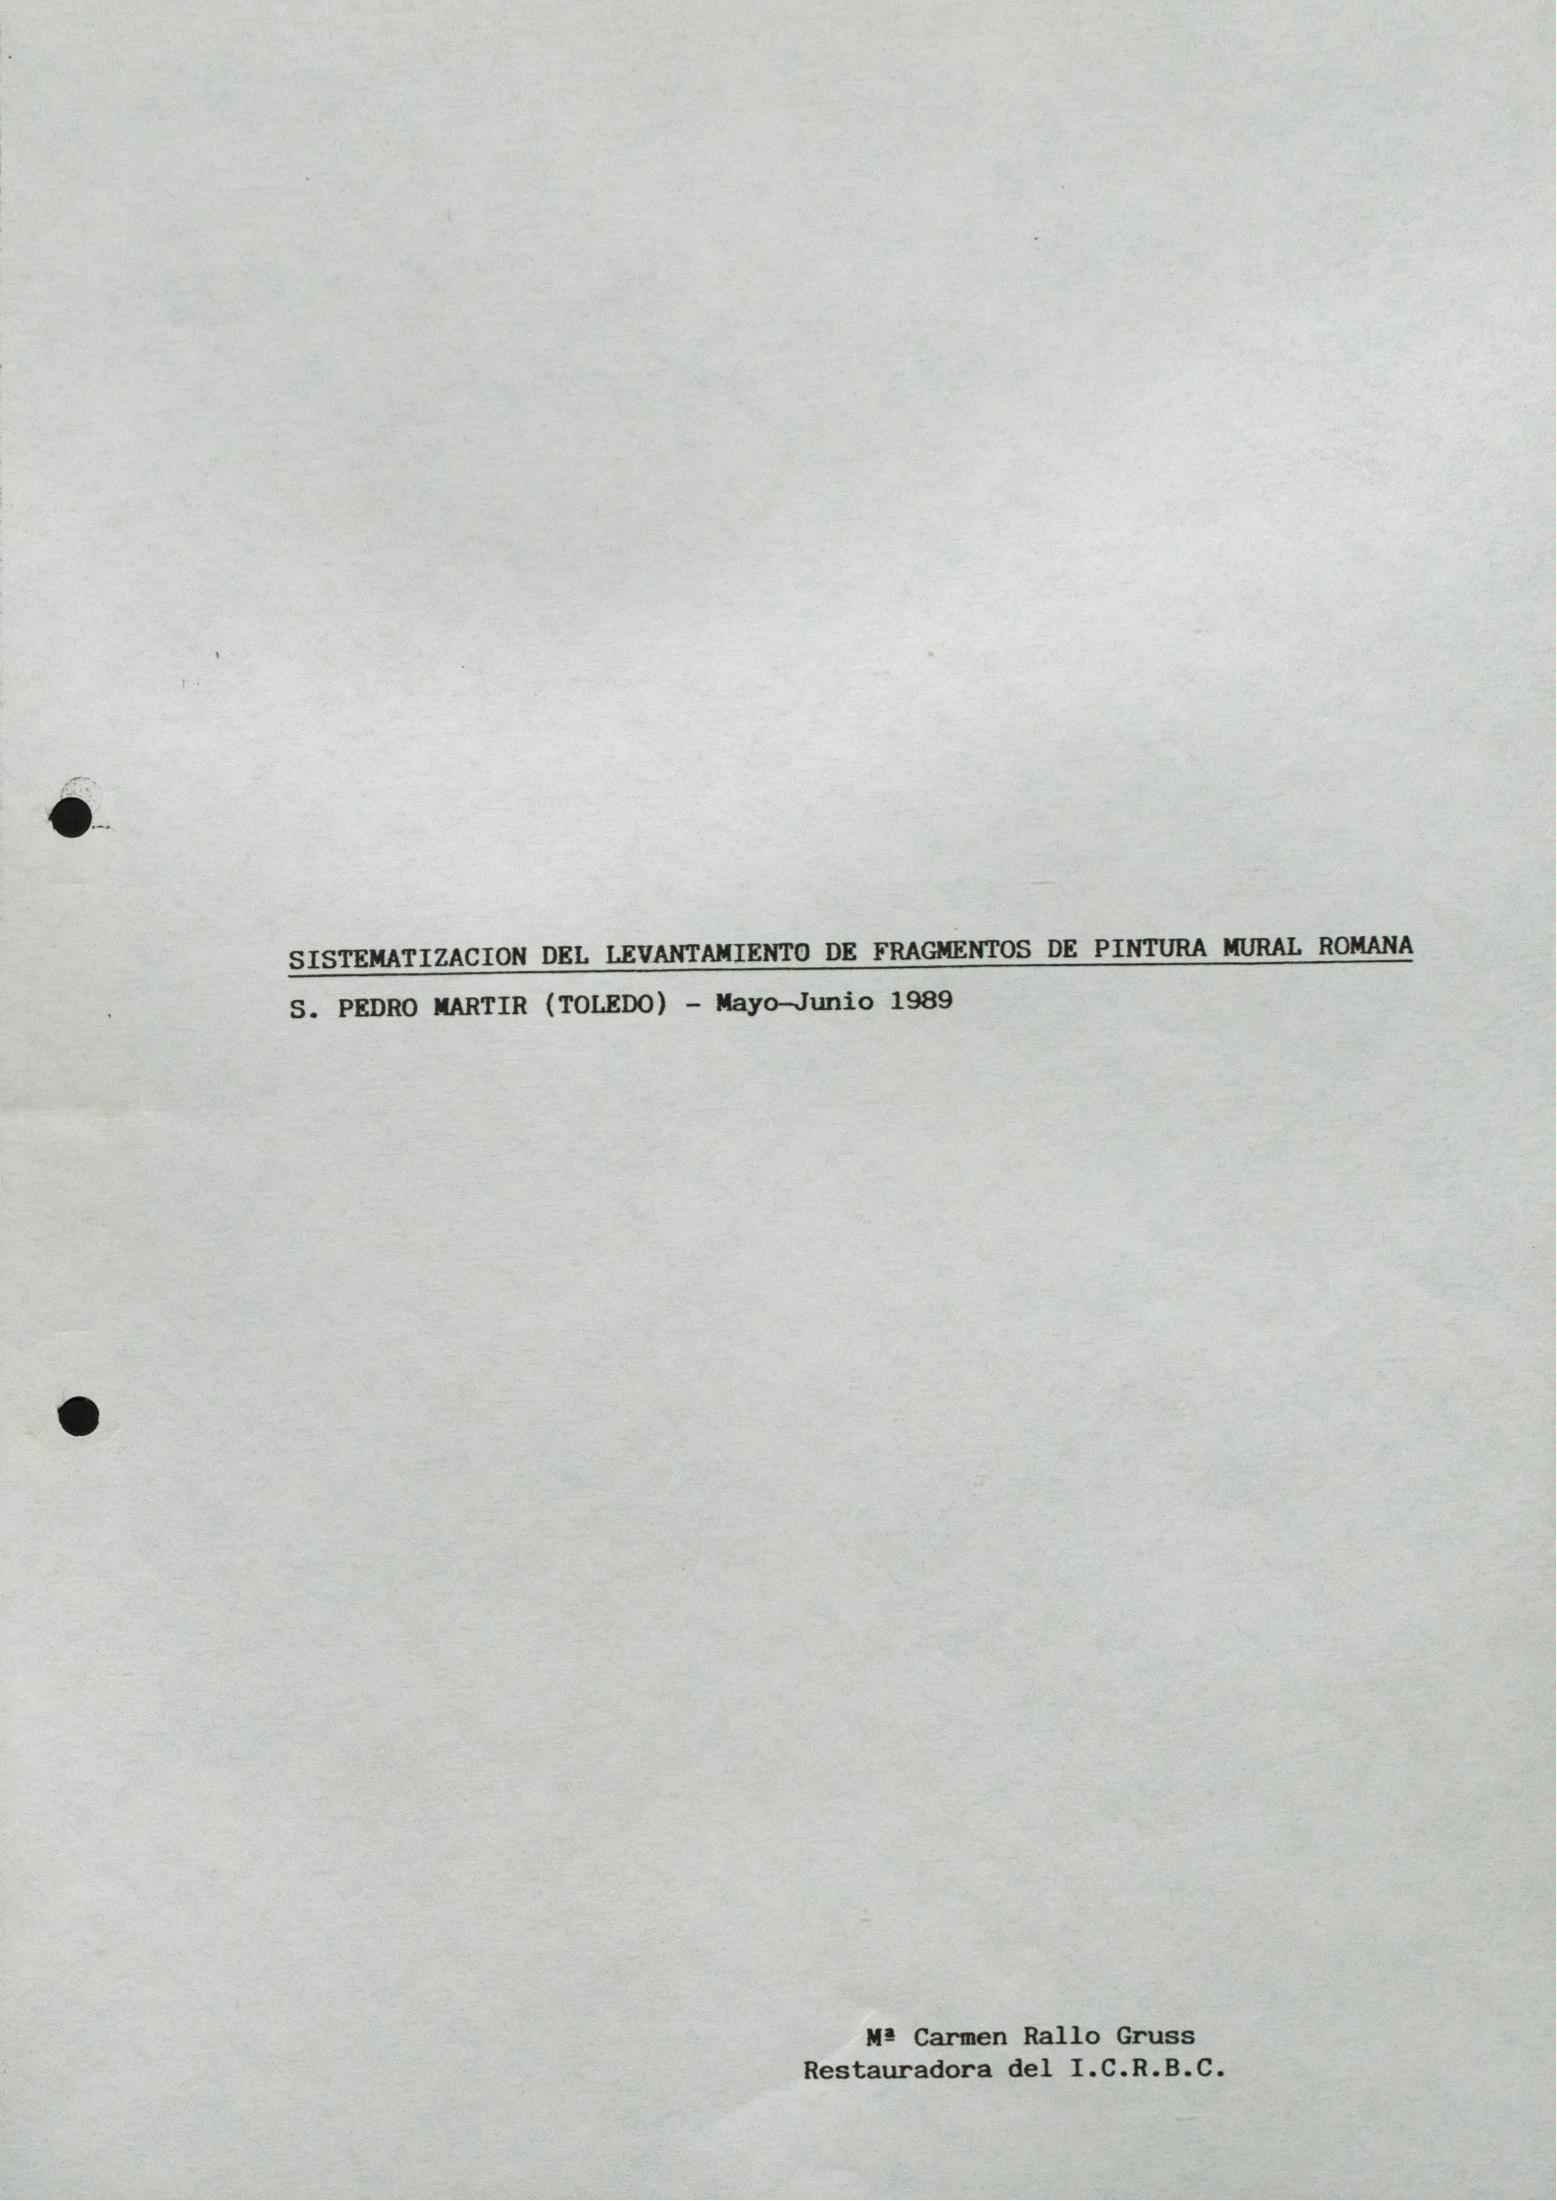 SISTEMATIZACION DEL LEVANTAMIENTO DE FRAGMENTOS DE PINTURA MURAL ROMANA
S. PEDRO MARTIR (TOLEDO) - Mayo-Junio 1989
Mª Carmen Rallo Gruss
Restauradora del I.C.R.B.C.